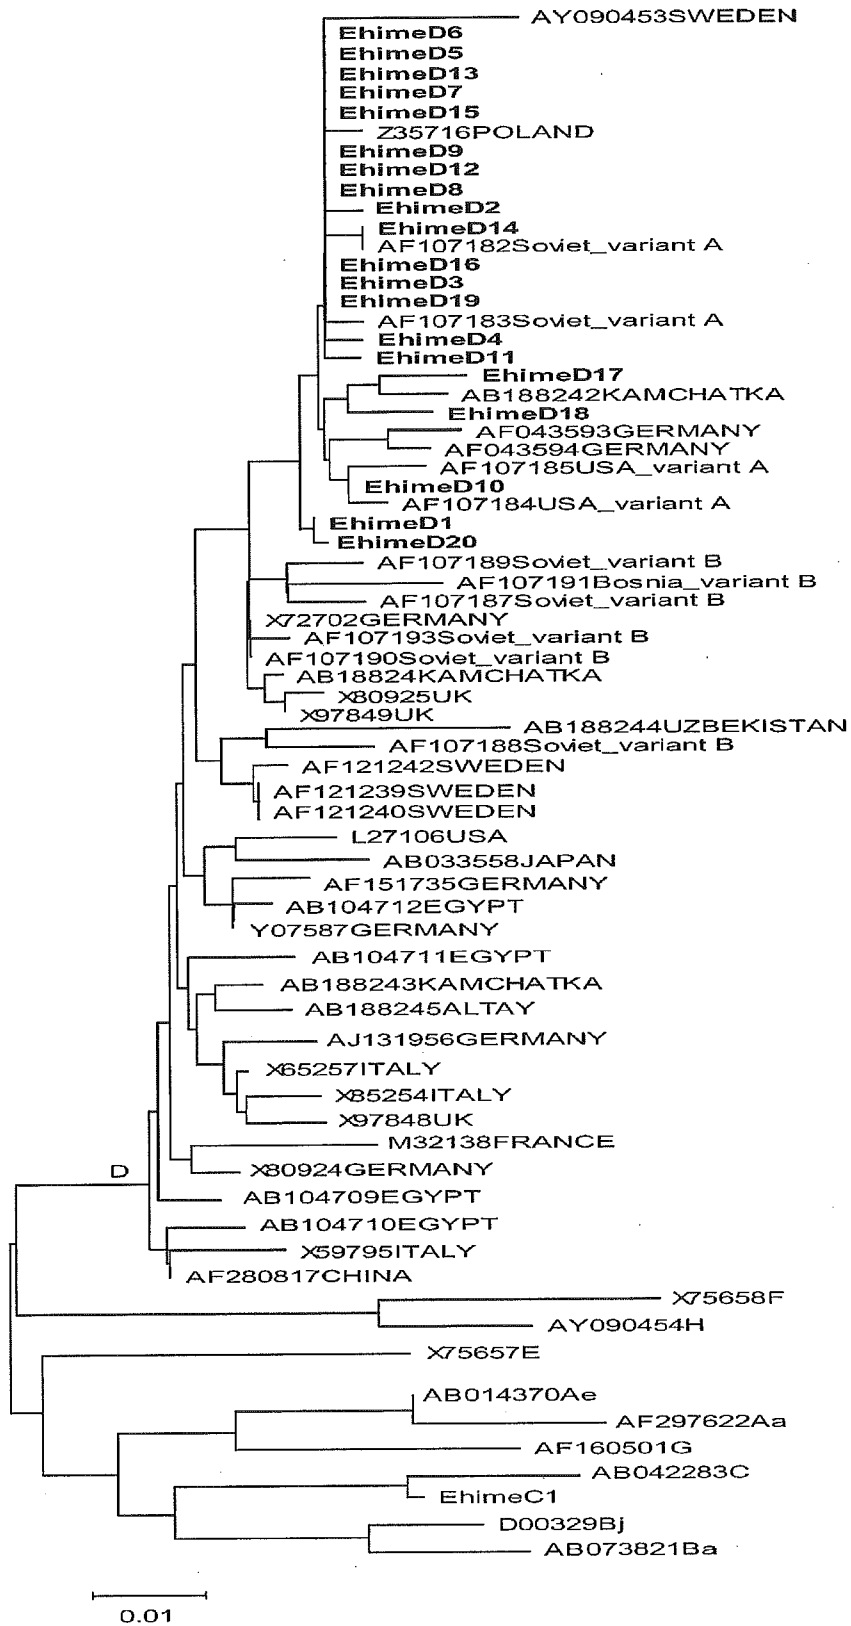 AY090453SWEDEN
EhimeD6
EhimeD5
EhimeD13
EhimeD7
EhimeD15
Z35716POLAND
EhimeD9
EhimeD12
EhimeD8
EhimeD2
EhimeD14
AF107182Soviet_variant A
EhimeD16
EhimeD3
EhimeD19
AF107183Soviet_variant A
EhimeD4
EhimeD11
EhimeD17
AB188242KAMCHATKA
EhimeD18
AF043593GERMANY
AF043594GERMANY
AF107185USA_variant A
EhimeD10
AF107184USA_variant A
EhimeD1
EhimeD20
AF107189Soviet_variant B
AF107191Bosnia_variant B
AF107187Soviet_variant B
X72702GERMANY
AF107193Soviet_variant B
AF107190Soviet_variant B
AB18824KAMCHATKA
X80925UK
X97849UK
AB188244UZBEKISTAN
AF107188Soviet_variant B
AF121242SWEDEN
AF121239SWEDEN
AF121240SWEDEN
L27106USA
AB033558JAPAN
AF151735GERMANY
AB104712EGYPT
Y07587GERMANY
AB104711EGYPT
AB188243KAMCHATKA
AB188245ALTAY
AJ131956GERMANY
X65257ITALY
X85254ITALY
X97848UK
M32138FRANCE
D
X80924GERMANY
AB104709EGYPT
AB104710EGYPT
X59795ITALY
AF280817CHINA
X75658F
AY090454H
X75657E
AB014370Ae
AF297622Aa
AF160501G
AB042283C
EhimeC1
D00329Bj
AB073821Ba
0.01